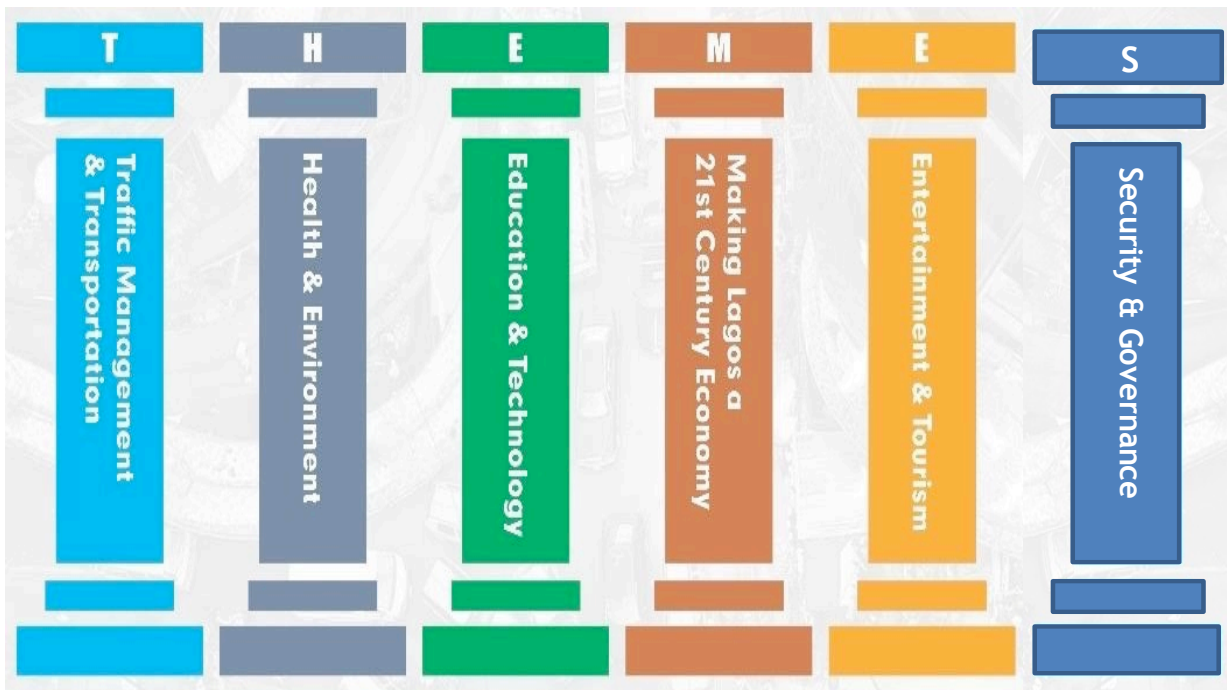 T
Traffic Management
& Transportation
H
Health & Environment
E
Education & Technology
M
Making Lagos a
21st Century Economy
E
Entertainment & Tourism
S
Security & Governance